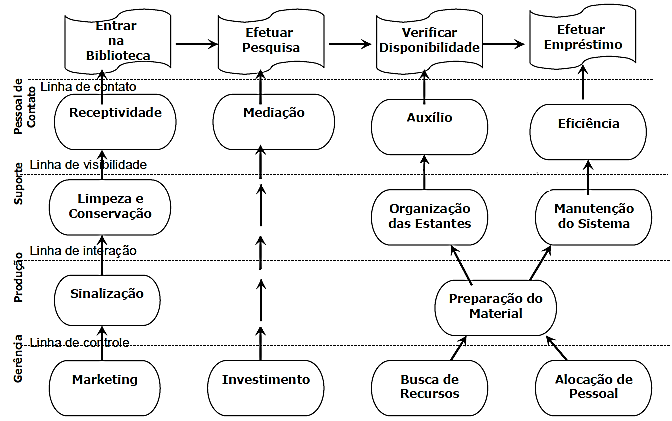 Entrar
na
Biblioteca
Efetuar
Pesquisa
Verificar
Disponibilidade
Efetuar
Empréstimo
Pessoal de
Contato
Linha de contato
Receptividade
Mediação
Auxílio
Eficiência
Suporte
Linha de visibilidade
Limpeza e
Conservação
Organização
das Estantes
Manutenção
do Sistema
Produção
Linha de interação
Sinalização
Preparação do
Material
Gerência
Linha de controle
Marketing
Investimento
Busca de
Recursos
Alocação de
Pessoal